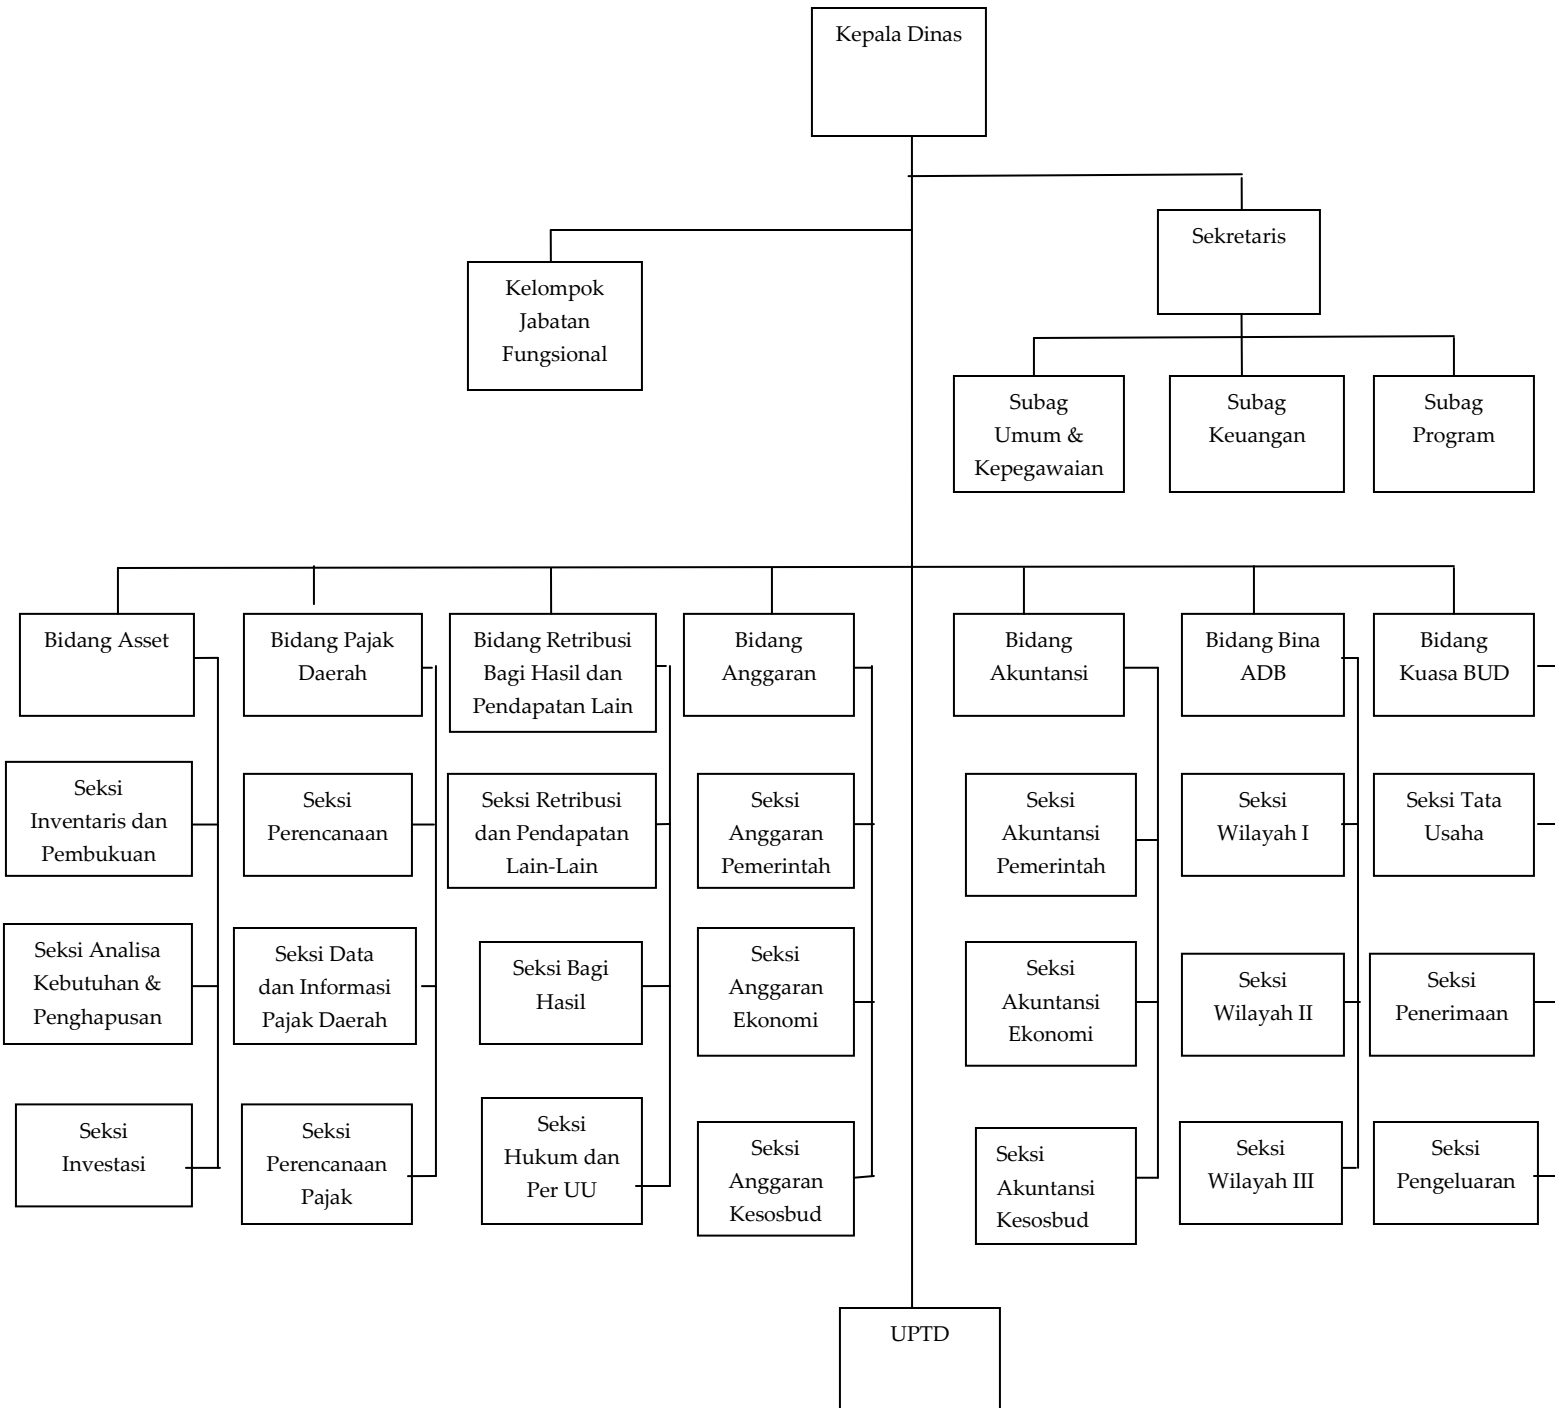 Kepala Dinas
Sekretaris
Kelompok
Jabatan
Fungsional
Subag
Umum &
Kepegawaian
Subag
Keuangan
Subag
Program
Bidang Asset
Bidang Pajak
Daerah
Bidang Retribusi
Bagi Hasil dan
Pendapatan Lain
Bidang
Anggaran
Bidang
Akuntansi
Bidang Bina
ADB
Bidang
Kuasa BUD
Seksi
Inventaris dan
Pembukuan
Seksi
Perencanaan
Seksi Retribusi
dan Pendapatan
Lain-Lain
Seksi
Anggaran
Pemerintah
Seksi
Akuntansi
Pemerintah
Seksi
Wilayah I
Seksi Tata
Usaha
Seksi Analisa
Kebutuhan &
Penghapusan
Seksi Data
dan Informasi
Pajak Daerah
Seksi Bagi
Hasil
Seksi
Anggaran
Ekonomi
Seksi
Akuntansi
Ekonomi
Seksi
Wilayah II
Seksi
Penerimaan
Seksi
Investasi
Seksi
Perencanaan
Pajak
Seksi
Hukum dan
Per UU
Seksi
Anggaran
Kesosbud
Seksi
Akuntansi
Kesosbud
Seksi
Wilayah III
Seksi
Pengeluaran
UPTD